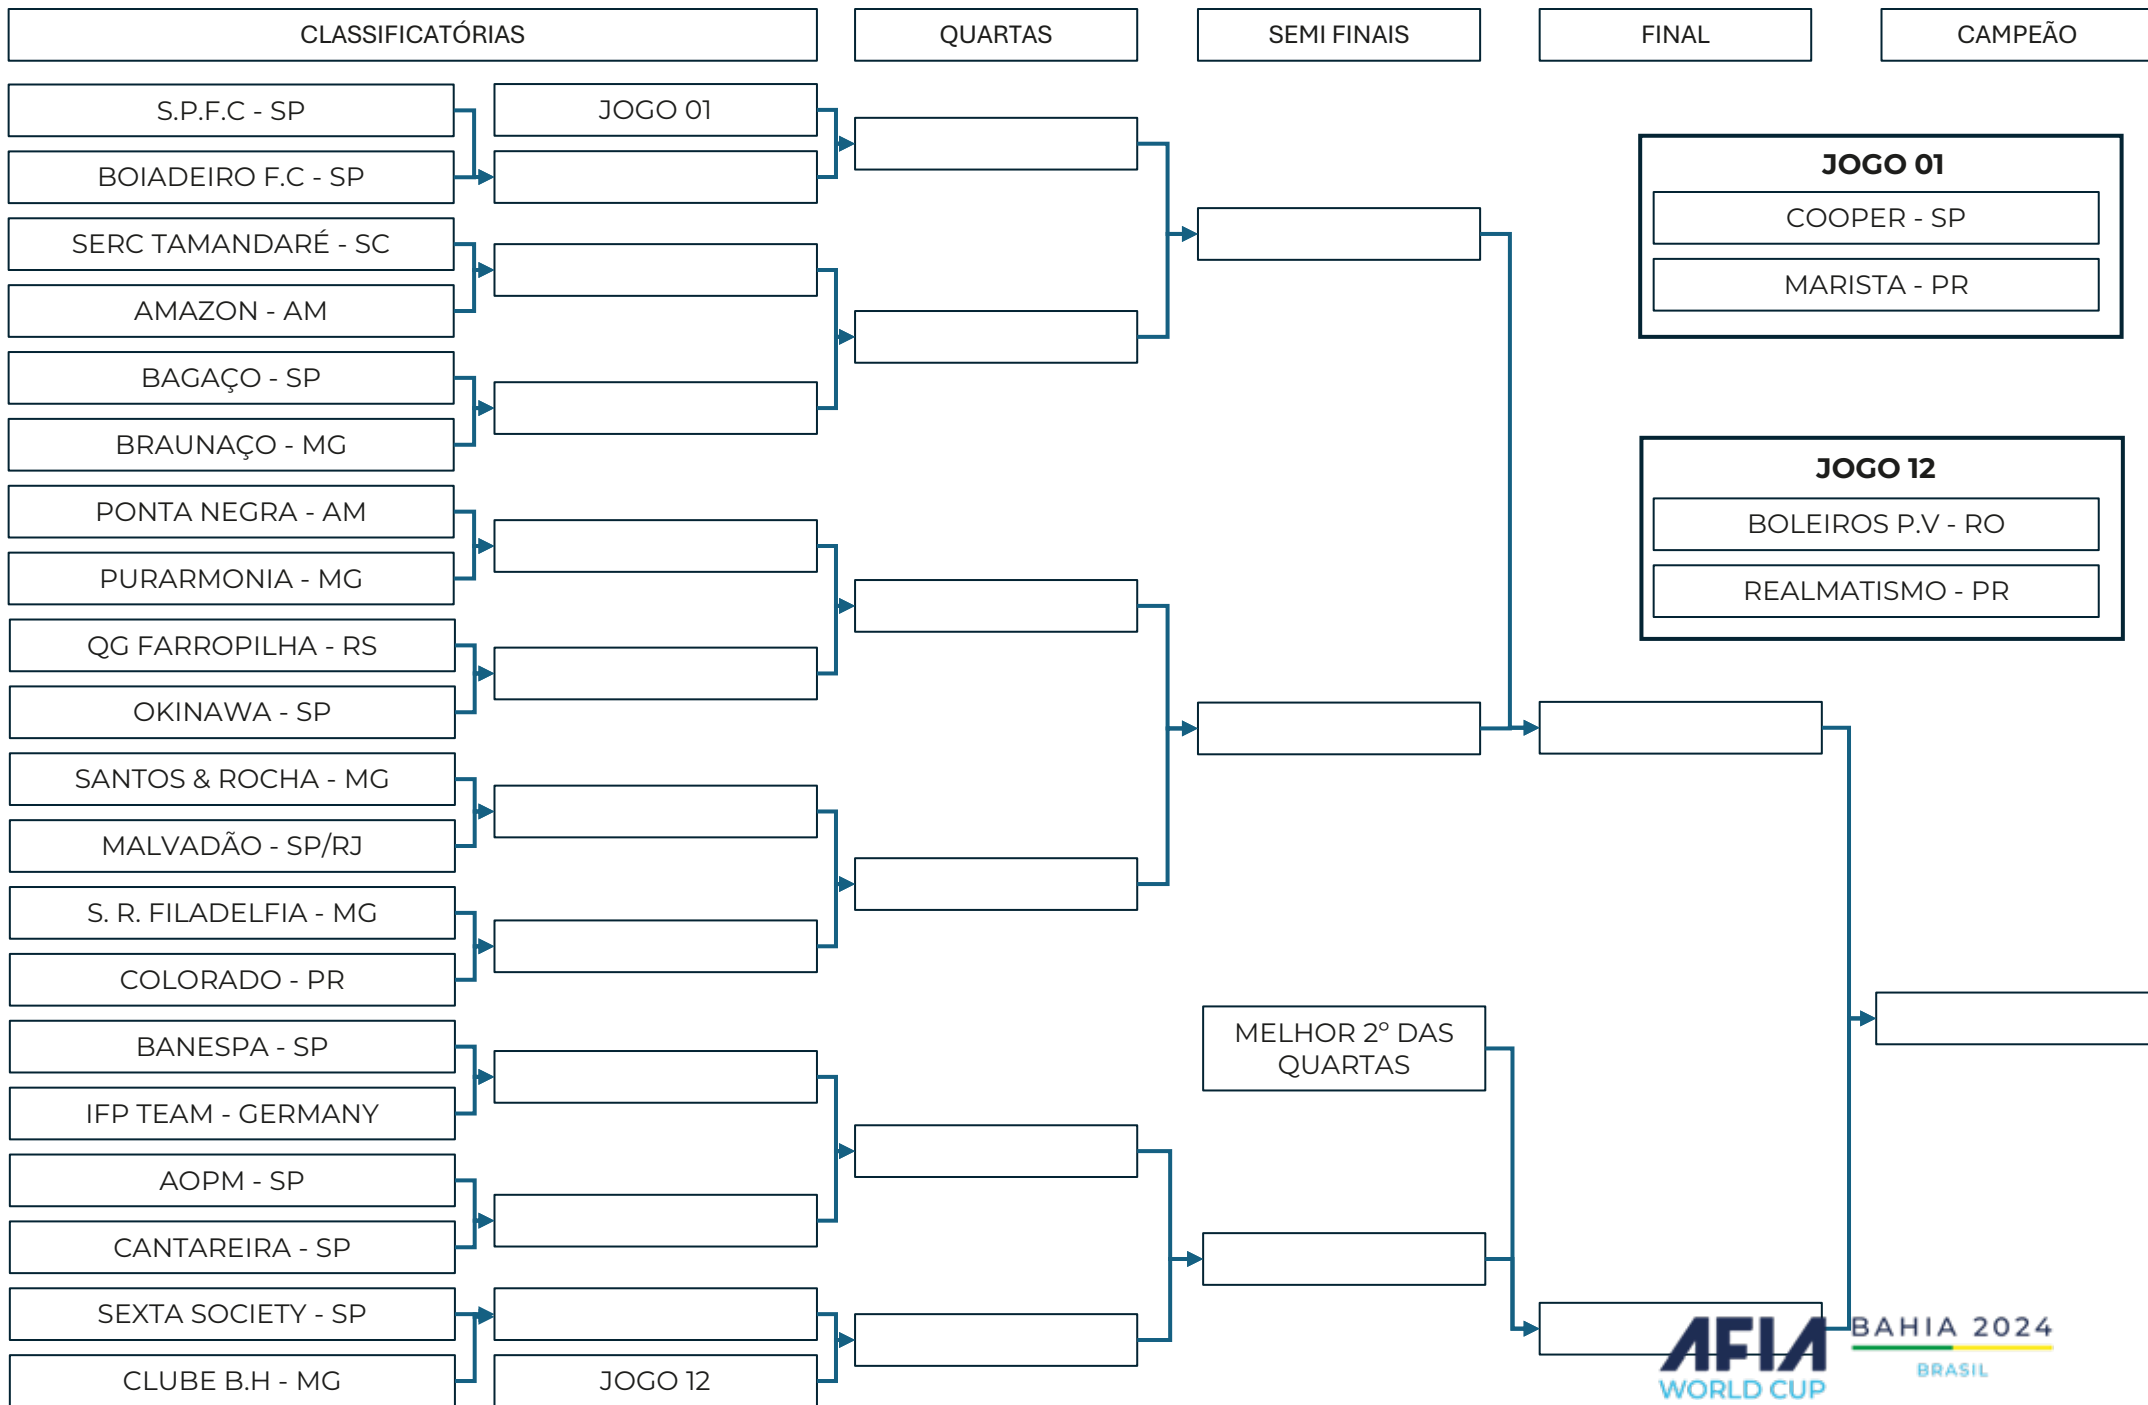 CLASSIFICATÓRIAS
QUARTAS
SEMI FINAIS
FINAL
CAMPEÃO
S.P.F.C - SP
BOIADEIRO F.C - SP
SERC TAMANDARÉ - SC
AMAZON - AM
BAGAÇO - SP
BRAUNAÇO - MG
PONTA NEGRA - AM
PURARMONIA - MG
QG FARROPILHA - RS
OKINAWA - SP
SANTOS & ROCHA - MG
MALVADÃO - SP/RJ
S. R. FILADELFIA - MG
COLORADO - PR
BANESPA - SP
IFP TEAM - GERMANY
AOPM - SP
CANTAREIRA - SP
SEXTA SOCIETY - SP
CLUBE B.H - MG
JOGO 01
JOGO 12
MELHOR 2º DAS
QUARTAS
JOGO 01
COOPER - SP
MARISTA - PR
JOGO 12
BOLEIROS P.V - RO
REALMATISMO - PR
AFIA
WORLD CUP
BAHIA 2024
BRASIL